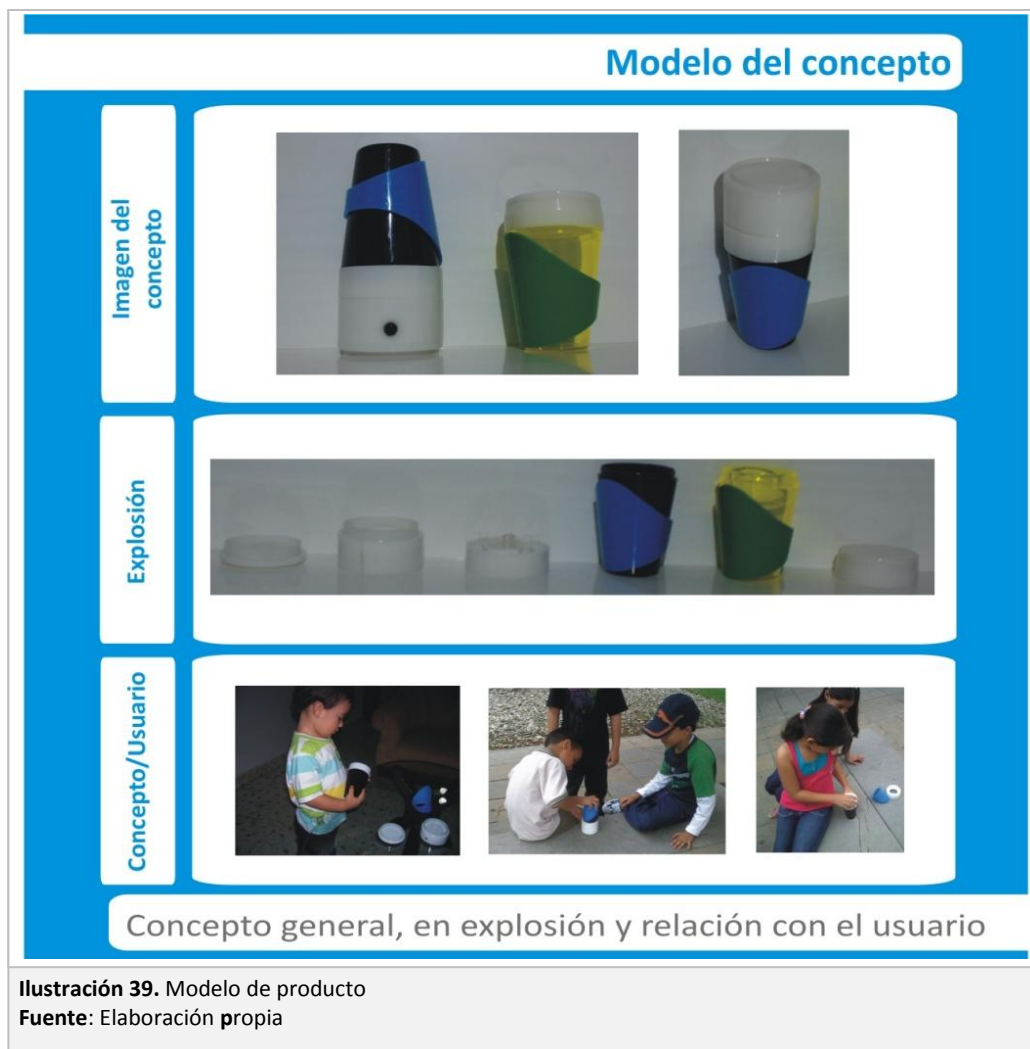 Modelo del concepto
Imagen del
concepto
Explosión
Concepto/Usuario
Concepto general, en explosión y relación con el usuario
Ilustración 39. Modelo de producto
Fuente: Elaboración propia